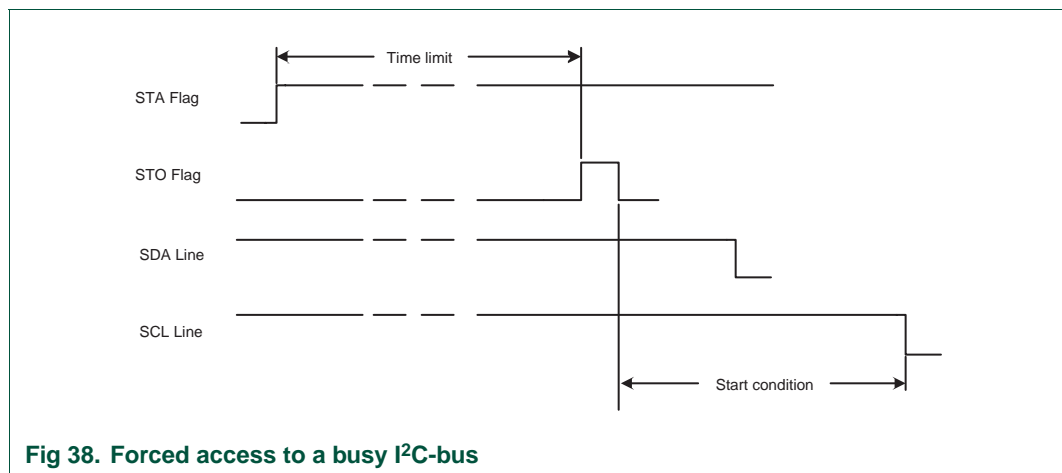 Time limit
STA Flag
STO Flag
SDA Line
SCL Line
Start condition
Fig 38. Forced access to a busy I²C-bus